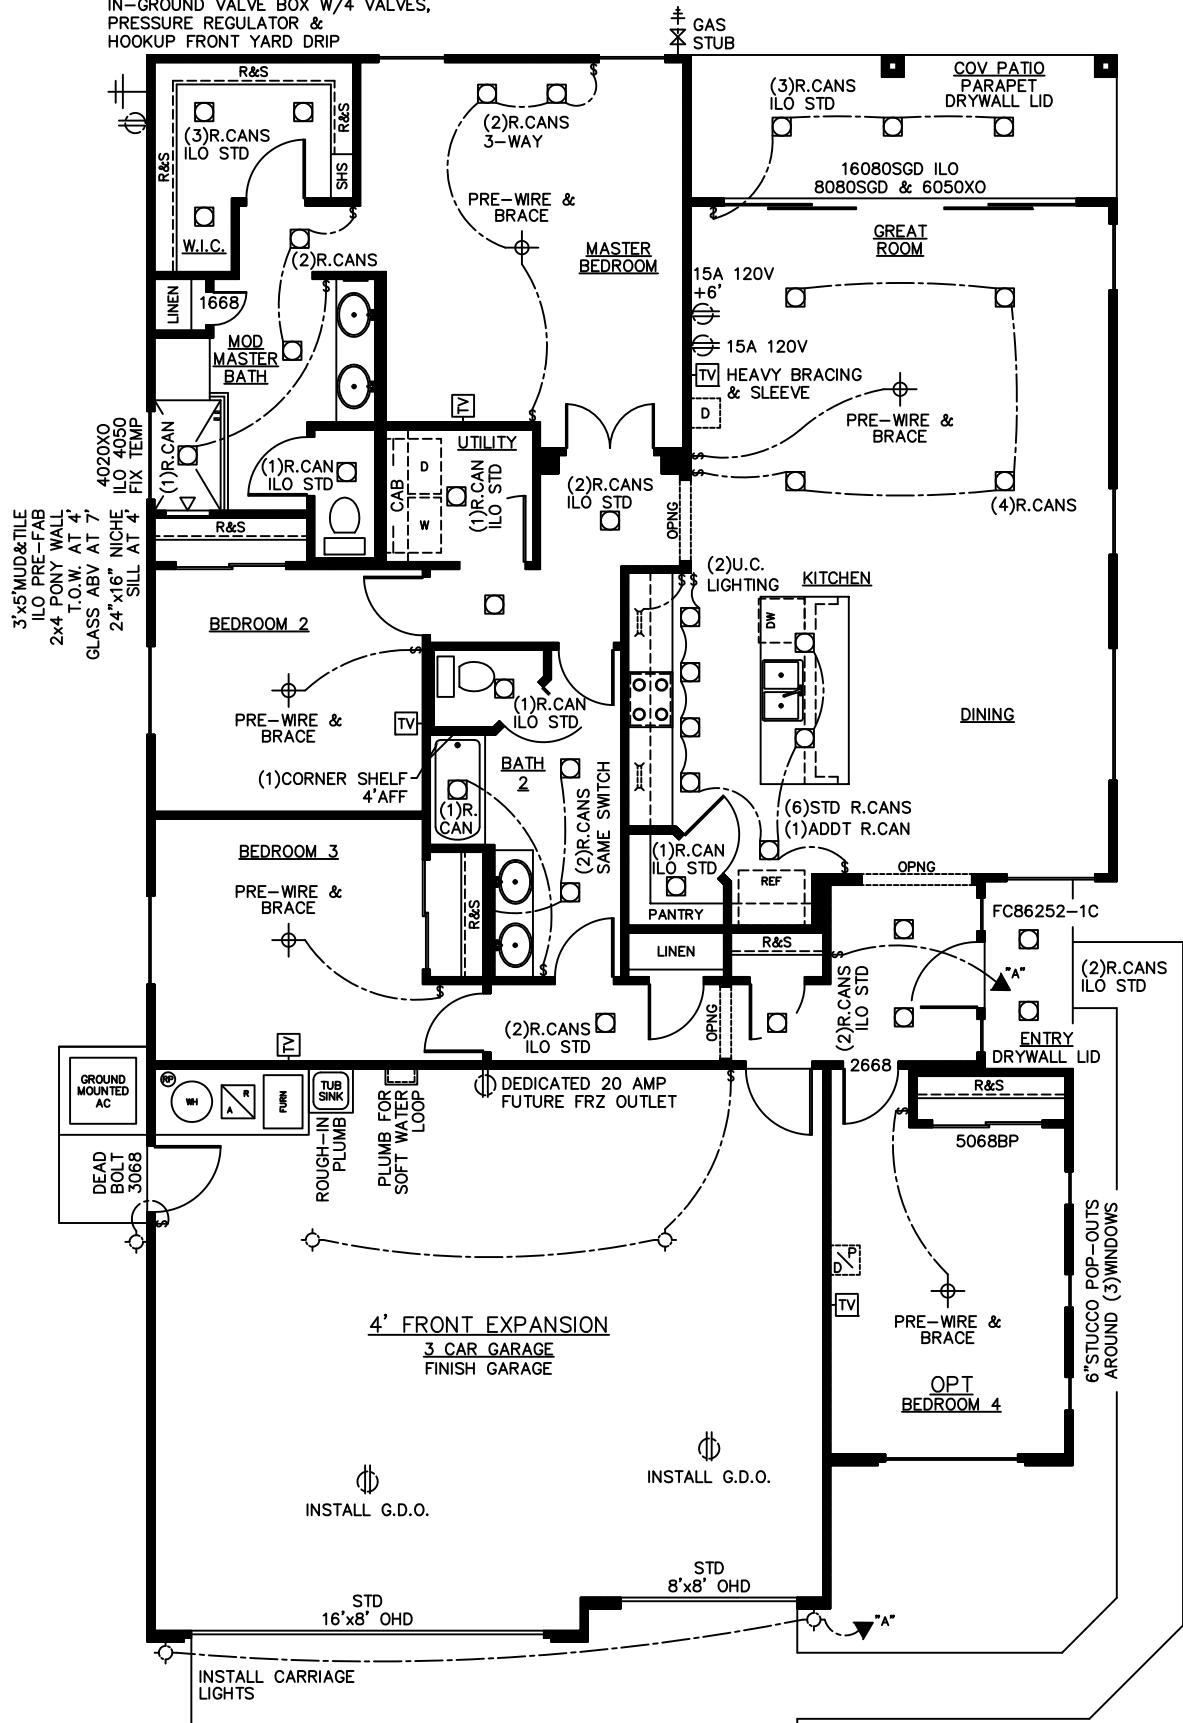 IN-GROUND VALVE BOX W/4 VALVES,
PRESSURE REGULATOR &
HOOKUP FRONT YARD DRIP
GAS
STUB
R&S
R&S
R&S
(3)R.CANS
ILO STD
SHS
W.I.C.
(2)R.CANS
3-WAY
PRE-WIRE &
BRACE
MASTER
BEDROOM
(3)R.CANS
ILO STD
COV PATIO
PARAPET
DRYWALL LID
16080SGD ILO
8080SGD & 6050XO
GREAT
ROOM
(2)R.CANS
LINEN
1668
MOD
MASTER
BATH
15A 120V
+6'
15A 120V
TV
HEAVY BRACING
& SLEEVE
D
PRE-WIRE &
BRACE
(4)R.CANS
4020XO
ILO 4050
FIX TEMP
(1)R.CAN
(1)R.CAN
ILO STD
TV
UTILITY
CAB
D
W
(1)R.CAN
ILO STD
(2)R.CANS
ILO STD
OPNG
3'x5'MUD&TILE
ILO PRE-FAB
2x4 PONY WALL
T.O.W. AT 4'
GLASS ABV AT 7'
24"x16" NICHE
SILL AT 4'
R&S
BEDROOM 2
PRE-WIRE &
BRACE
TV
(2)U.C.
LIGHTING
KITCHEN
DW
DINING
(1)R.CAN
ILO STD
(1)CORNER SHELF
4'AFF
BATH
2
(1)R.
CAN
(2)R.CANS
SAME SWITCH
(6)STD R.CANS
(1)ADDT R.CAN
(1)R.CAN
ILO STD
REF
PANTRY
OPNG
BEDROOM 3
PRE-WIRE &
BRACE
R&S
LINEN
R&S
FC86252-1C
"A"
(2)R.CANS
ILO STD
(2)R.CANS
ILO STD
ENTRY
DRYWALL LID
(2)R.CANS
ILO STD
OPNG
TV
2668
R&S
5068BP
GROUND
MOUNTED
AC
RP
WH
R
A
FURN
TUB
SINK
ROUGH-IN
PLUMB
PLUMB FOR
SOFT WATER
LOOP
DEDICATED 20 AMP
FUTURE FRZ OUTLET
DEAD
BOLT
3068
P
D
TV
PRE-WIRE &
BRACE
OPT
BEDROOM 4
6"STUCCO POP-OUTS
AROUND (3)WINDOWS
4' FRONT EXPANSION
3 CAR GARAGE
FINISH GARAGE
INSTALL G.D.O.
INSTALL G.D.O.
STD
16'x8' OHD
STD
8'x8' OHD
"A"
INSTALL CARRIAGE
LIGHTS